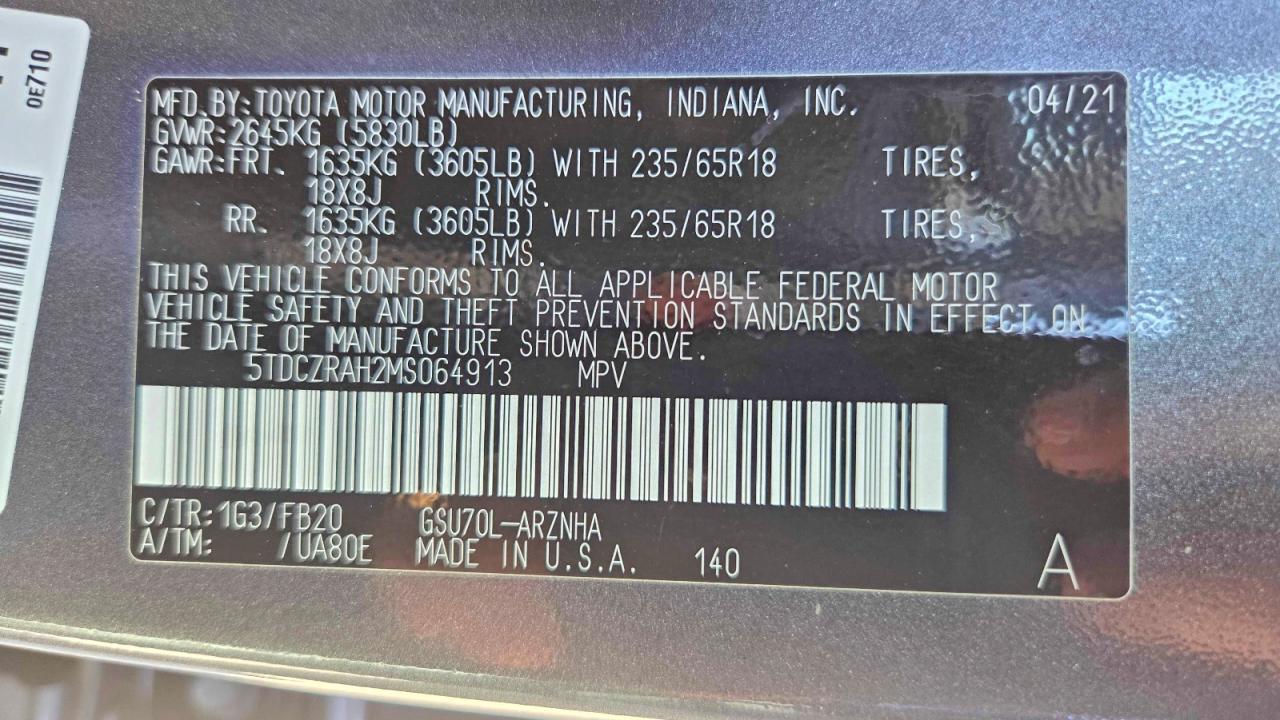 0E710
MFD.BY:TOYOTA MOTOR MANUFACTURING, INDIANA, INC. 04/21
GVWR:2645KG (5830LB)
GAWR:FRT. 1635KG (3605LB) WITH 235/65R18 TIRES,
18X8J RIMS.
RR. 1635KG (3605LB) WITH 235/65R18 TIRES,
18X8J RIMS.
THIS VEHICLE CONFORMS TO ALL APPLICABLE FEDERAL MOTOR
VEHICLE SAFETY AND THEFT PREVENTION STANDARDS IN EFFECT ON
THE DATE OF MANUFACTURE SHOWN ABOVE.
5TDCZRAH2MS064913 MPV
C/TR:1G3/FB20 GSU70L-ARZNHA
A/TM: /UA80E MADE IN U.S.A. 140 A